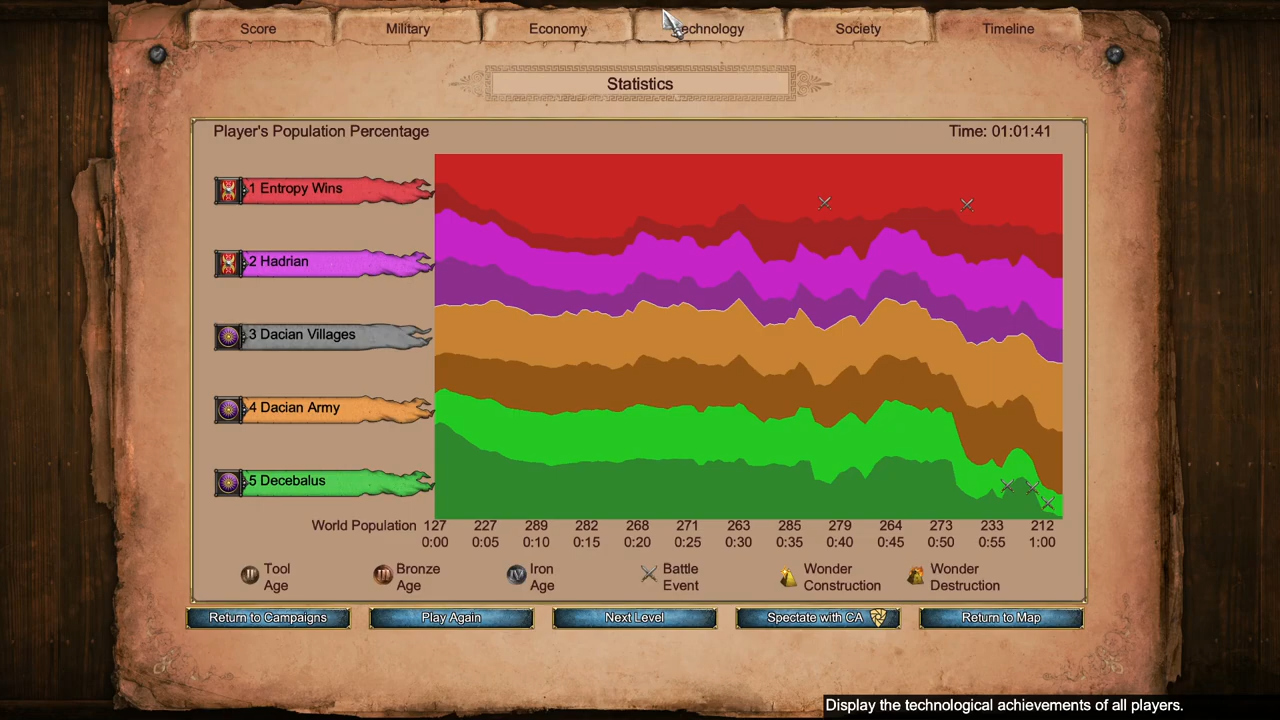 Score Military Economy Technology Society Timeline
Statistics
Player's Population Percentage Time: 01:01:41
1 Entropy Wins
2 Hadrian
3 Dacian Villages
4 Dacian Army
5 Decebalus
World Population 127 227 289 282 268 271 263 285 279 264 273 233 212
0:00 0:05 0:10 0:15 0:20 0:25 0:30 0:35 0:40 0:45 0:50 0:55 1:00
Tool Age
Bronze Age
Iron Age
Battle Event
Wonder Construction
Wonder Destruction
Return to Campaigns Play Again Next Level Spectate with CA Return to Map
Display the technological achievements of all players.